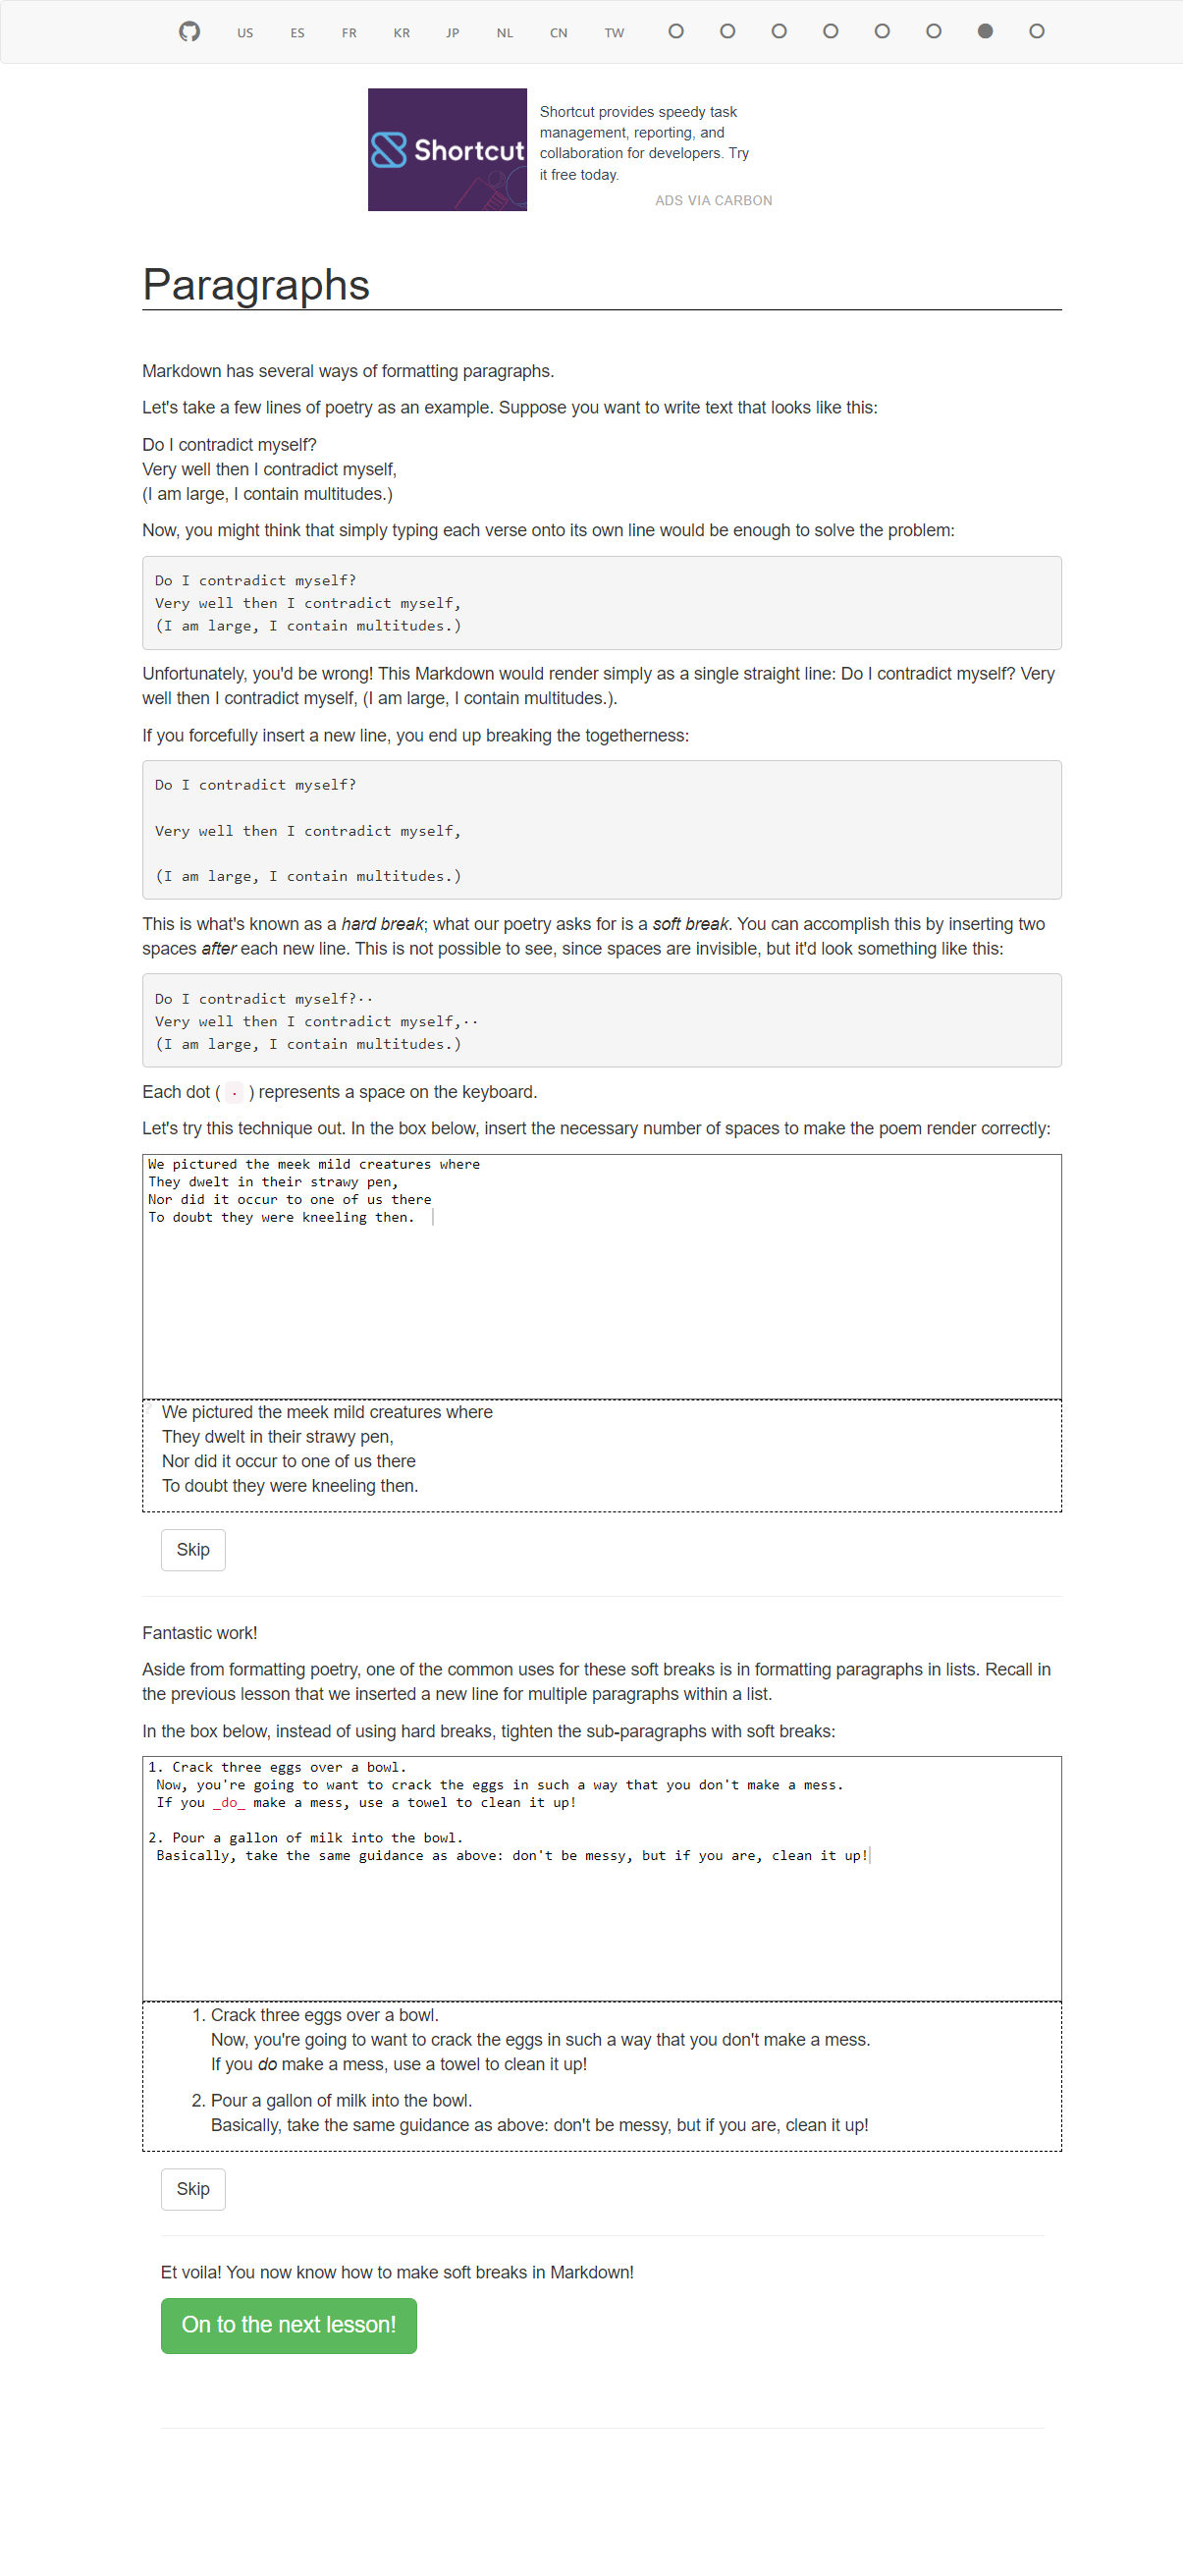 US ES FR KR JP NL CN TW
Shortcut
Shortcut provides speedy task
management, reporting, and
collaboration for developers. Try
it free today.
ADS VIA CARBON
Paragraphs
Markdown has several ways of formatting paragraphs.
Let's take a few lines of poetry as an example. Suppose you want to write text that looks like this:
Do I contradict myself?
Very well then I contradict myself,
(I am large, I contain multitudes.)
Now, you might think that simply typing each verse onto its own line would be enough to solve the problem:
Do I contradict myself?
Very well then I contradict myself,
(I am large, I contain multitudes.)
Unfortunately, you'd be wrong! This Markdown would render simply as a single straight line: Do I contradict myself? Very
well then I contradict myself, (I am large, I contain multitudes.).
If you forcefully insert a new line, you end up breaking the togetherness:
Do I contradict myself?
Very well then I contradict myself,
(I am large, I contain multitudes.)
This is what's known as a hard break; what our poetry asks for is a soft break. You can accomplish this by inserting two
spaces after each new line. This is not possible to see, since spaces are invisible, but it'd look something like this:
Do I contradict myself?··
Very well then I contradict myself,··
(I am large, I contain multitudes.)
Each dot ( · ) represents a space on the keyboard.
Let's try this technique out. In the box below, insert the necessary number of spaces to make the poem render correctly:
We pictured the meek mild creatures where
They dwelt in their strawy pen,
Nor did it occur to one of us there
To doubt they were kneeling then.
We pictured the meek mild creatures where
They dwelt in their strawy pen,
Nor did it occur to one of us there
To doubt they were kneeling then.
Skip
Fantastic work!
Aside from formatting poetry, one of the common uses for these soft breaks is in formatting paragraphs in lists. Recall in
the previous lesson that we inserted a new line for multiple paragraphs within a list.
In the box below, instead of using hard breaks, tighten the sub-paragraphs with soft breaks:
1. Crack three eggs over a bowl.
Now, you're going to want to crack the eggs in such a way that you don't make a mess.
If you _do_ make a mess, use a towel to clean it up!
2. Pour a gallon of milk into the bowl.
Basically, take the same guidance as above: don't be messy, but if you are, clean it up!
1. Crack three eggs over a bowl.
Now, you're going to want to crack the eggs in such a way that you don't make a mess.
If you do make a mess, use a towel to clean it up!
2. Pour a gallon of milk into the bowl.
Basically, take the same guidance as above: don't be messy, but if you are, clean it up!
Skip
Et voila! You now know how to make soft breaks in Markdown!
On to the next lesson!